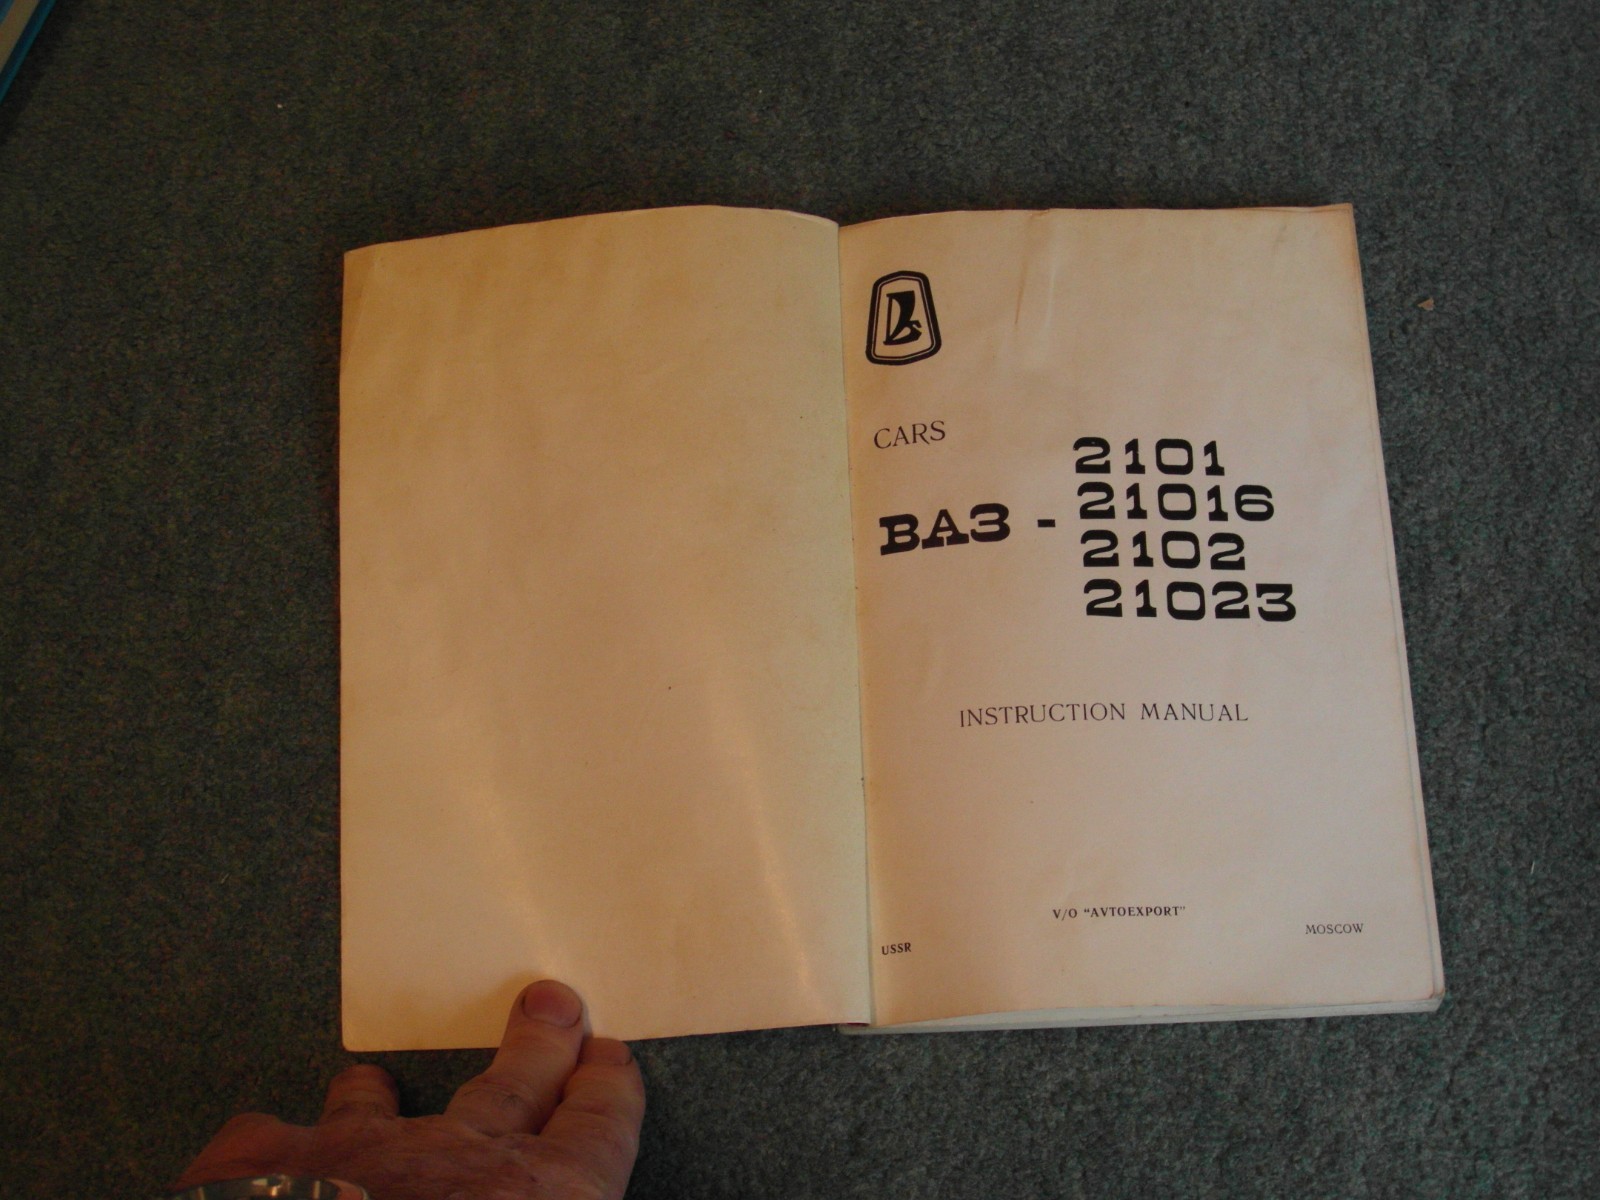 CARS
2101
21016
ВАЗ -
2102
21023
INSTRUCTION MANUAL
V/O “AVTOEXPORT”
USSR
MOSCOW